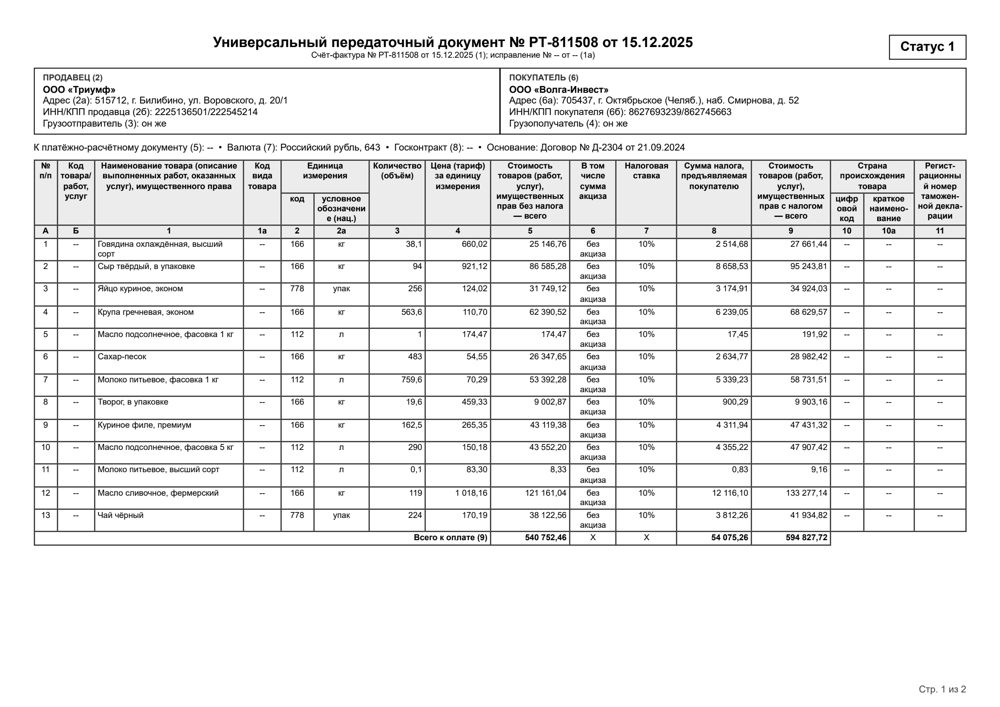 Универсальный передаточный документ № РТ-811508 от 15.12.2025
Счёт-фактура № РТ-811508 от 15.12.2025 (1); исправление № -- от -- (1а)
Статус 1
ПРОДАВЕЦ (2)
ООО «Триумф»
Адрес (2а): 515712, г. Билибино, ул. Воровского, д. 20/1
ИНН/КПП продавца (2б): 2225136501/222545214
Грузоотправитель (3): он же
ПОКУПАТЕЛЬ (6)
ООО «Волга-Инвест»
Адрес (6а): 705437, г. Октябрьское (Челяб.), наб. Смирнова, д. 52
ИНН/КПП покупателя (6б): 8627693239/862745663
Грузополучатель (4): он же
К платёжно-расчётному документу (5): -- • Валюта (7): Российский рубль, 643 • Госконтракт (8): -- • Основание: Договор № Д-2304 от 21.09.2024
№ п/п
Код товара/ работ, услуг
Наименование товара (описание выполненных работ, оказанных услуг), имущественного права
Код вида товара
Единица измерения
код
условное обозначени е (нац.)
Количество (объём)
Цена (тариф) за единицу измерения
Стоимость товаров (работ, услуг), имущественных прав без налога — всего
В том числе сумма акциза
Налоговая ставка
Сумма налога, предъявляемая покупателю
Стоимость товаров (работ, услуг), имущественных прав с налогом — всего
Страна происхождения товара
цифр овой код
краткое наимено- вание
Регист- рационны й номер таможен- ной декла- рации
А Б 1 1а 2 2а 3 4 5 6 7 8 9 10 10а 11
1 -- Говядина охлаждённая, высший сорт -- 166 кг 38,1 660,02 25 146,76 без акциза 10% 2 514,68 27 661,44 -- -- --
2 -- Сыр твёрдый, в упаковке -- 166 кг 94 921,12 86 585,28 без акциза 10% 8 658,53 95 243,81 -- -- --
3 -- Яйцо куриное, эконом -- 778 упак 256 124,02 31 749,12 без акциза 10% 3 174,91 34 924,03 -- -- --
4 -- Крупа гречневая, эконом -- 166 кг 563,6 110,70 62 390,52 без акциза 10% 6 239,05 68 629,57 -- -- --
5 -- Масло подсолнечное, фасовка 1 кг -- 112 л 1 174,47 174,47 без акциза 10% 17,45 191,92 -- -- --
6 -- Сахар-песок -- 166 кг 483 54,55 26 347,65 без акциза 10% 2 634,77 28 982,42 -- -- --
7 -- Молоко питьевое, фасовка 1 кг -- 112 л 759,6 70,29 53 392,28 без акциза 10% 5 339,23 58 731,51 -- -- --
8 -- Творог, в упаковке -- 166 кг 19,6 459,33 9 002,87 без акциза 10% 900,29 9 903,16 -- -- --
9 -- Куриное филе, премиум -- 166 кг 162,5 265,35 43 119,38 без акциза 10% 4 311,94 47 431,32 -- -- --
10 -- Масло подсолнечное, фасовка 5 кг -- 112 л 290 150,18 43 552,20 без акциза 10% 4 355,22 47 907,42 -- -- --
11 -- Молоко питьевое, высший сорт -- 112 л 0,1 83,30 8,33 без акциза 10% 0,83 9,16 -- -- --
12 -- Масло сливочное, фермерский -- 166 кг 119 1 018,16 121 161,04 без акциза 10% 12 116,10 133 277,14 -- -- --
13 -- Чай чёрный -- 778 упак 224 170,19 38 122,56 без акциза 10% 3 812,26 41 934,82 -- -- --
Всего к оплате (9) 540 752,46 Х Х 54 075,26 594 827,72
Стр. 1 из 2